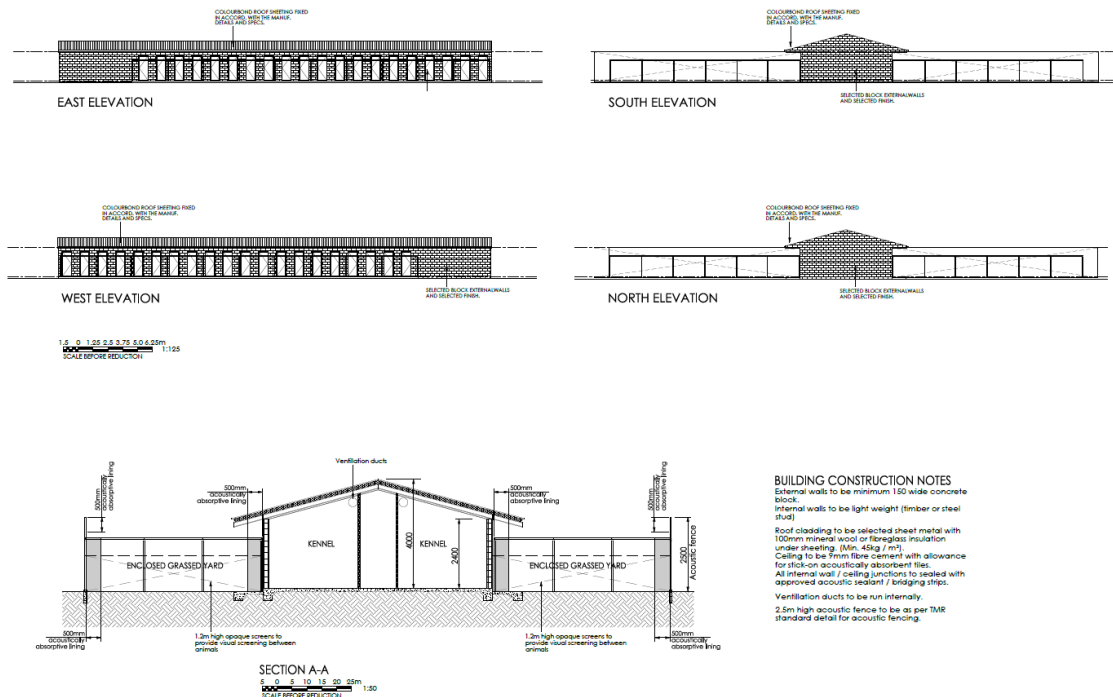 COLOURBOND ROOF SHEETING FIXED
IN ACCORD. WITH THE MANUF.
DETAILS AND SPECS.
EAST ELEVATION
COLOURBOND ROOF SHEETING FIXED
IN ACCORD. WITH THE MANUF.
DETAILS AND SPECS.
SOUTH ELEVATION
SELECTED BLOCK EXTERNALWALLS
AND SELECTED FINISH.
COLOURBOND ROOF SHEETING FIXED
IN ACCORD. WITH THE MANUF.
DETAILS AND SPECS.
WEST ELEVATION
SELECTED BLOCK EXTERNALWALLS
AND SELECTED FINISH.
COLOURBOND ROOF SHEETING FIXED
IN ACCORD. WITH THE MANUF.
DETAILS AND SPECS.
NORTH ELEVATION
SELECTED BLOCK EXTERNALWALLS
AND SELECTED FINISH.
1.5 0 1.25 2.5 3.75 5.0 6.25m
1:125
SCALE BEFORE REDUCTION
Ventillation ducts
500mm
acoustically
absorptive lining
500mm
acoustically
absorptive lining
500mm
acoustically
absorptive lining
500mm
acoustically
absorptive lining
KENNEL
4000
KENNEL
2400
2500
Acoustic fence
ENCLOSED GRASSED YARD
ENCLOSED GRASSED YARD
500mm
acoustically
absorptive lining
1.2m high opaque screens to
provide visual screening between
animals
1.2m high opaque screens to
provide visual screening between
animals
500mm
acoustically
absorptive lining
SECTION A-A
5 0 5 10 15 20 25m
1:50
SCALE BEFORE REDUCTION
BUILDING CONSTRUCTION NOTES
External walls to be minimum 150 wide concrete
block.
Internal walls to be light weight (timber or steel
stud)
Roof cladding to be selected sheet metal with
100mm mineral wool or fibreglass insulation
under sheeting. (Min. 45kg / m³).
Ceiling to be 9mm fibre cement with allowance
for stick-on acoustically absorbent tiles.
All internal wall / ceiling junctions to sealed with
approved acoustic sealant / bridging strips.
Ventillation ducts to be run internally.
2.5m high acoustic fence to be as per TMR
standard detail for acoustic fencing.